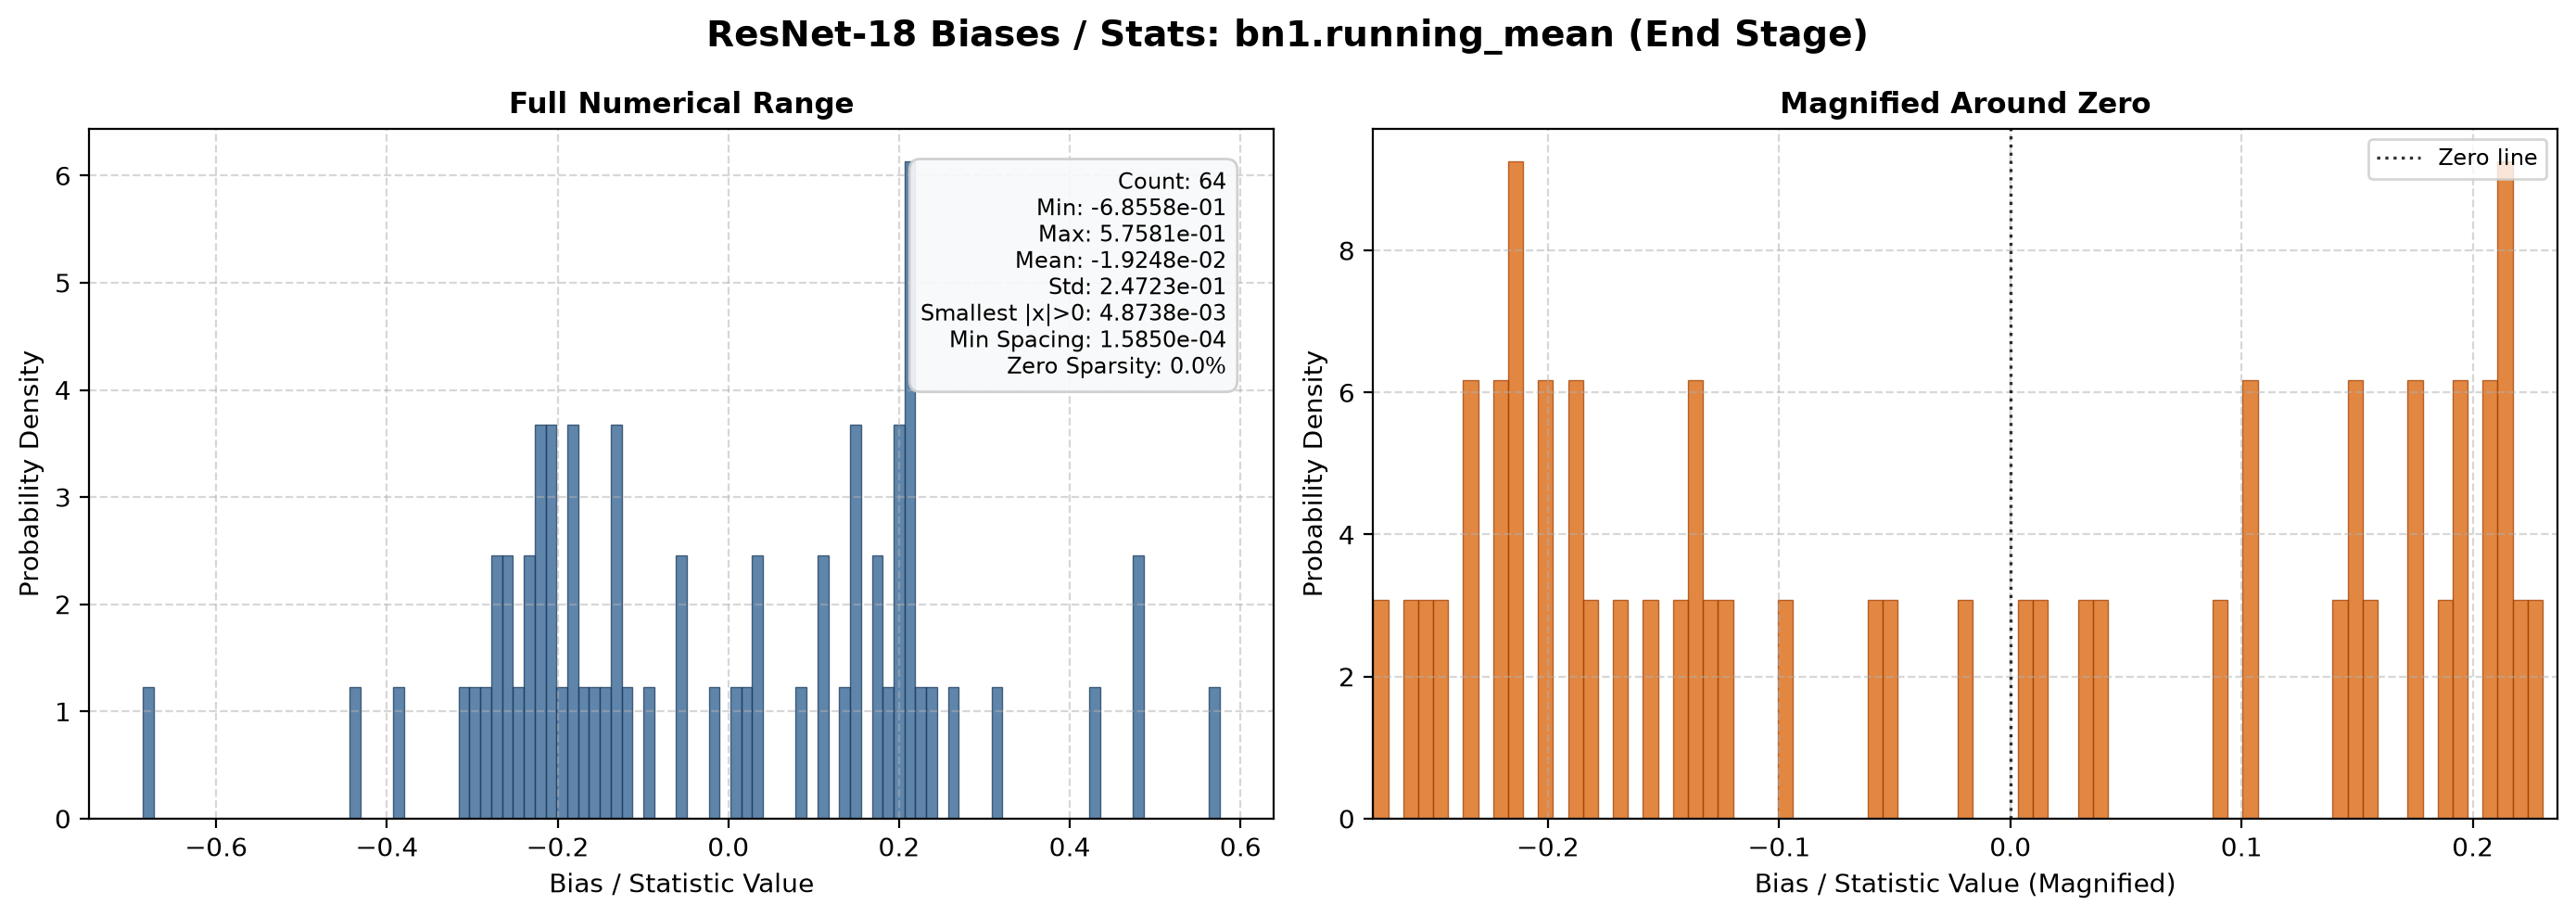 ResNet-18 Biases / Stats: bn1.running_mean (End Stage)
Full Numerical Range
Probability Density
6
5
4
3
2
1
0
Count: 64
Min: -6.8558e-01
Max: 5.7581e-01
Mean: -1.9248e-02
Std: 2.4723e-01
Smallest |x|>0: 4.8738e-03
Min Spacing: 1.5850e-04
Zero Sparsity: 0.0%
−0.6 −0.4 −0.2 0.0 0.2 0.4 0.6
Bias / Statistic Value
Magnified Around Zero
Probability Density
8
6
4
2
0
Zero line
−0.2 −0.1 0.0 0.1 0.2
Bias / Statistic Value (Magnified)